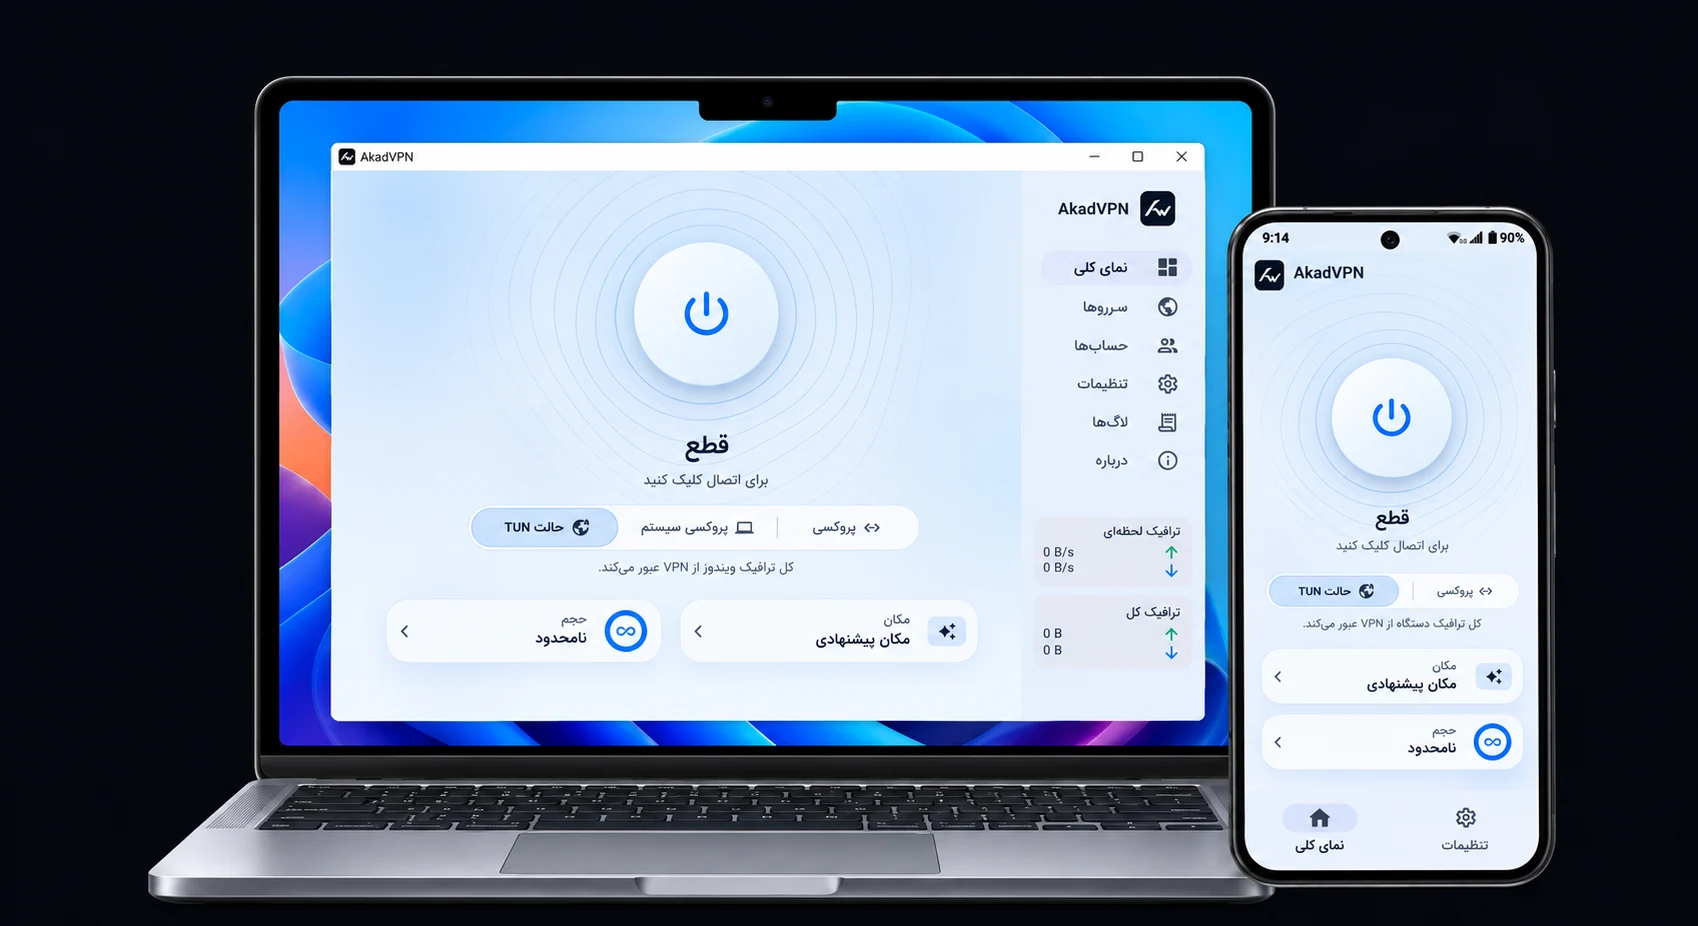 AkadVPN
AkadVPN
نمای کلی
سرورها
حساب‌ها
تنظیمات
لاگ‌ها
درباره
ترافیک لحظه‌ای
0 B/s
0 B/s
ترافیک کل
0 B
0 B
قطع
برای اتصال کلیک کنید
پروکسی
پروکسی سیستم
حالت TUN
کل ترافیک ویندوز از VPN عبور می‌کند.
مکان
مکان پیشنهادی
حجم
نامحدود
9:14
90%
AkadVPN
قطع
برای اتصال کلیک کنید
پروکسی
حالت TUN
کل ترافیک دستگاه از VPN عبور می‌کند.
مکان
مکان پیشنهادی
حجم
نامحدود
تنظیمات
نمای کلی